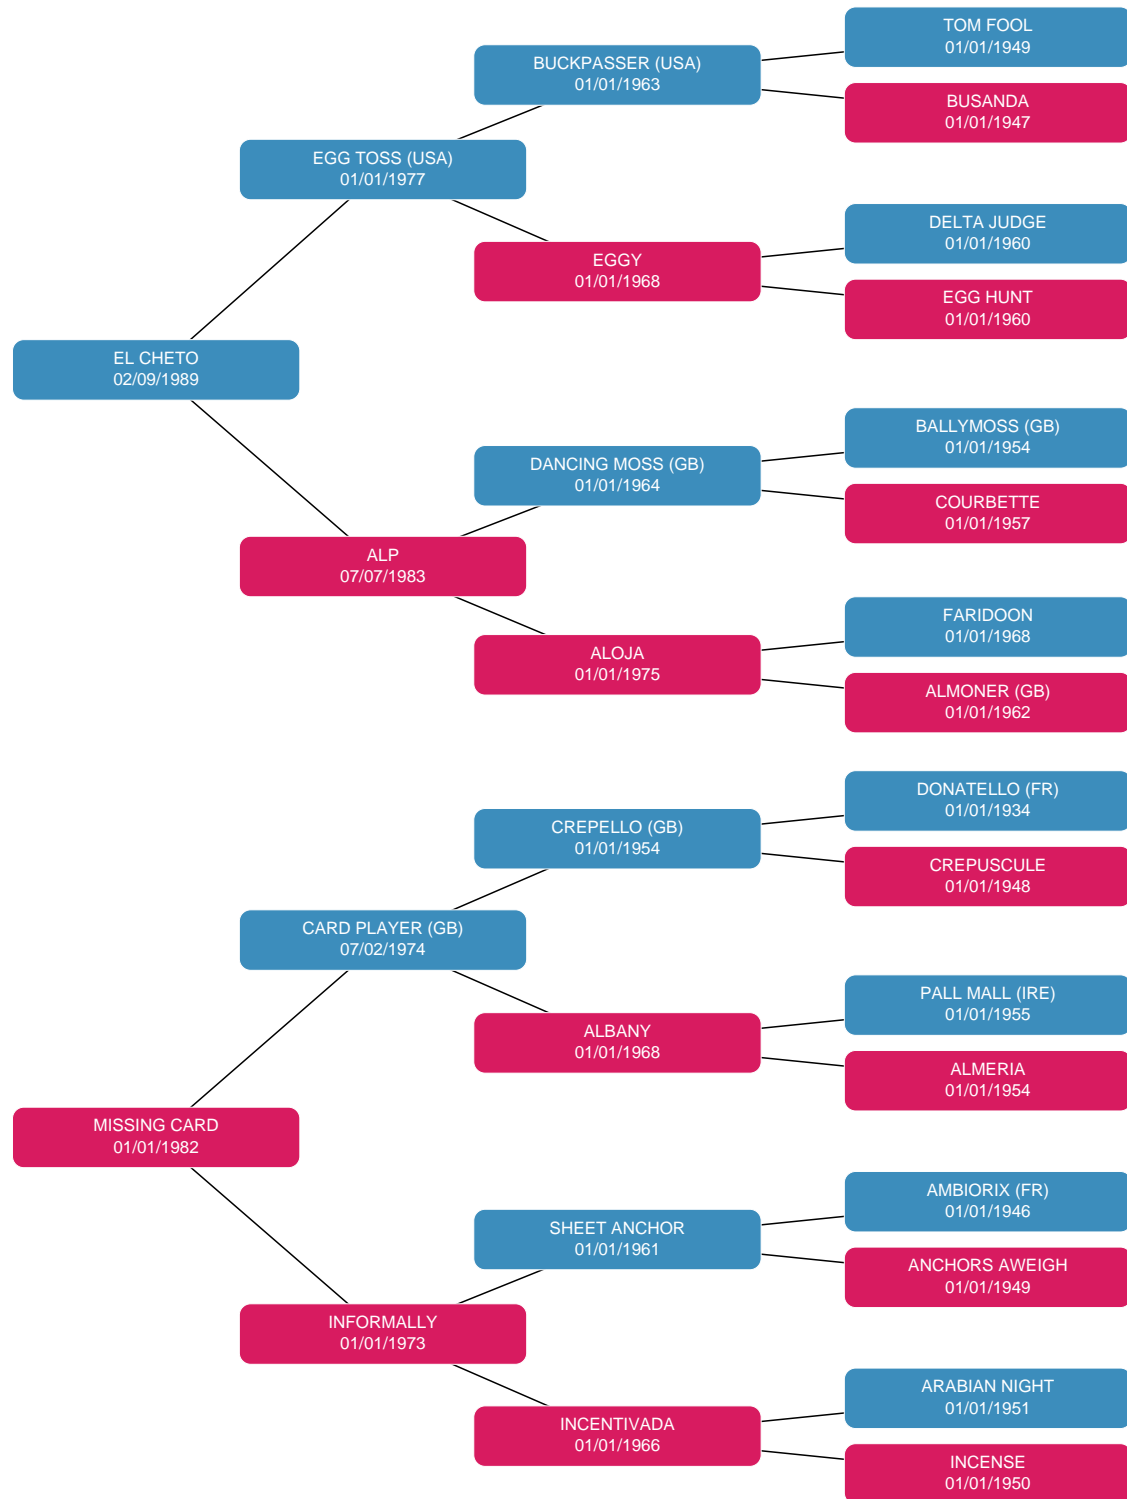 TOM FOOL
01/01/1949
BUCKPASSER (USA)
01/01/1963
BUSANDA
01/01/1947
EGG TOSS (USA)
01/01/1977
DELTA JUDGE
01/01/1960
EGGY
01/01/1968
EGG HUNT
01/01/1960
EL CHETO
02/09/1989
BALLYMOSS (GB)
01/01/1954
DANCING MOSS (GB)
01/01/1964
COURBETTE
01/01/1957
ALP
07/07/1983
FARIDOON
01/01/1968
ALOJA
01/01/1975
ALMONER (GB)
01/01/1962
DONATELLO (FR)
01/01/1934
CREPELLO (GB)
01/01/1954
CREPUSCULE
01/01/1948
CARD PLAYER (GB)
07/02/1974
PALL MALL (IRE)
01/01/1955
ALBANY
01/01/1968
ALMERIA
01/01/1954
MISSING CARD
01/01/1982
AMBIORIX (FR)
01/01/1946
SHEET ANCHOR
01/01/1961
ANCHORS AWEIGH
01/01/1949
INFORMALLY
01/01/1973
ARABIAN NIGHT
01/01/1951
INCENTIVADA
01/01/1966
INCENSE
01/01/1950